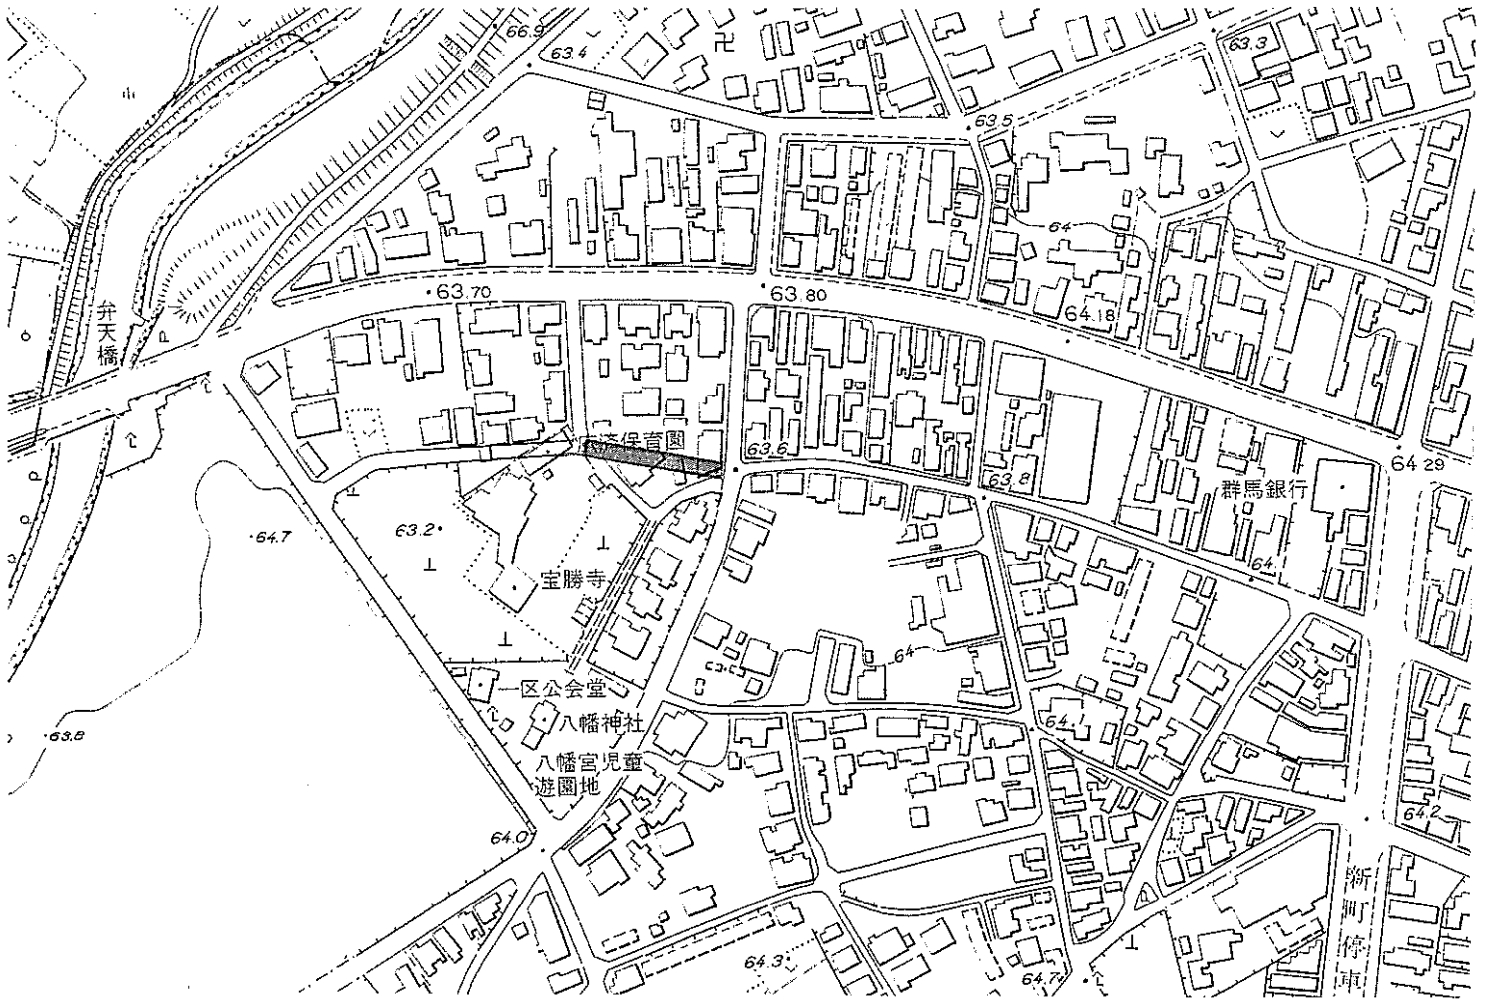 66.9
63.4
63.3
63.5
64
63.70
63.80
64.18
弁天橋
P
P
保育園
63.6
63.8
64 29
群馬銀行
64.7
63.2
宝勝寺
64
64
一区公会堂
八幡神社
八幡宮児童
遊園地
63.8
64.1
64.0
64.2
64.3
64.7
新町停車